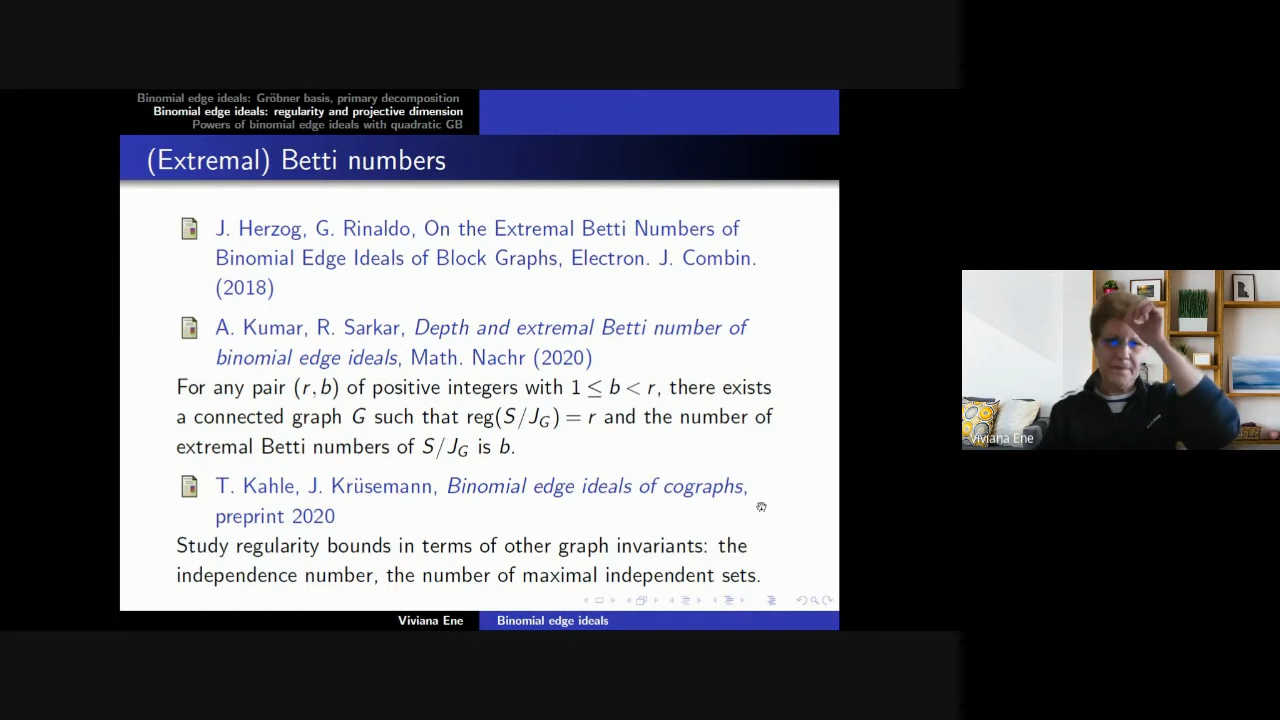 Binomial edge ideals: Gröbner basis, primary decomposition
Binomial edge ideals: regularity and projective dimension
Powers of binomial edge ideals with quadratic GB
(Extremal) Betti numbers
J. Herzog, G. Rinaldo, On the Extremal Betti Numbers of
Binomial Edge Ideals of Block Graphs, Electron. J. Combin.
(2018)
A. Kumar, R. Sarkar, Depth and extremal Betti number of
binomial edge ideals, Math. Nachr (2020)
For any pair (r, b) of positive integers with 1 ≤ b < r, there exists
a connected graph G such that reg(S/J_G) = r and the number of
extremal Betti numbers of S/J_G is b.
T. Kahle, J. Krüsemann, Binomial edge ideals of cographs,
preprint 2020
Study regularity bounds in terms of other graph invariants: the
independence number, the number of maximal independent sets.
Viviana Ene
Binomial edge ideals
Viviana Ene